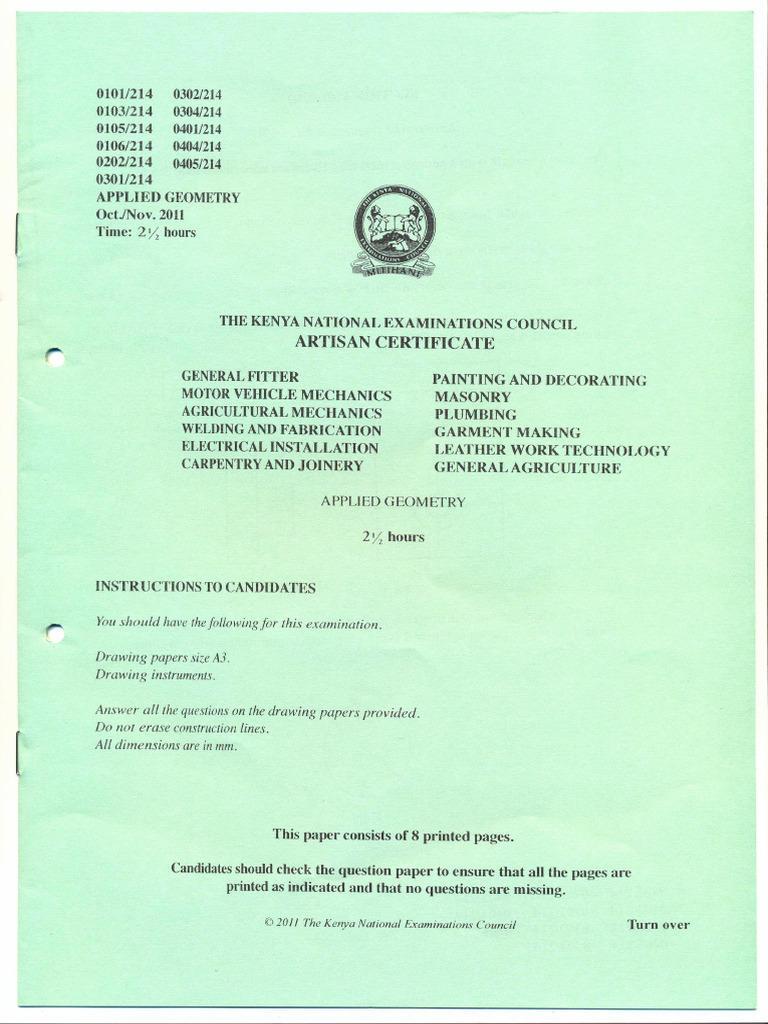 0101/214 0302/214
0103/214 0304/214
0105/214 0401/214
0106/214 0404/214
0202/214 0405/214
0301/214
APPLIED GEOMETRY
Oct./Nov. 2011
Time: 2½ hours
THE KENYA NATIONAL EXAMINATIONS COUNCIL
MITIHANI
THE KENYA NATIONAL EXAMINATIONS COUNCIL
ARTISAN CERTIFICATE
GENERAL FITTER
MOTOR VEHICLE MECHANICS
AGRICULTURAL MECHANICS
WELDING AND FABRICATION
ELECTRICAL INSTALLATION
CARPENTRY AND JOINERY
PAINTING AND DECORATING
MASONRY
PLUMBING
GARMENT MAKING
LEATHER WORK TECHNOLOGY
GENERAL AGRICULTURE
APPLIED GEOMETRY
2½ hours
INSTRUCTIONS TO CANDIDATES
You should have the following for this examination.
Drawing papers size A3.
Drawing instruments.
Answer all the questions on the drawing papers provided.
Do not erase construction lines.
All dimensions are in mm.
This paper consists of 8 printed pages.
Candidates should check the question paper to ensure that all the pages are
printed as indicated and that no questions are missing.
© 2011 The Kenya National Examinations Council
Turn over